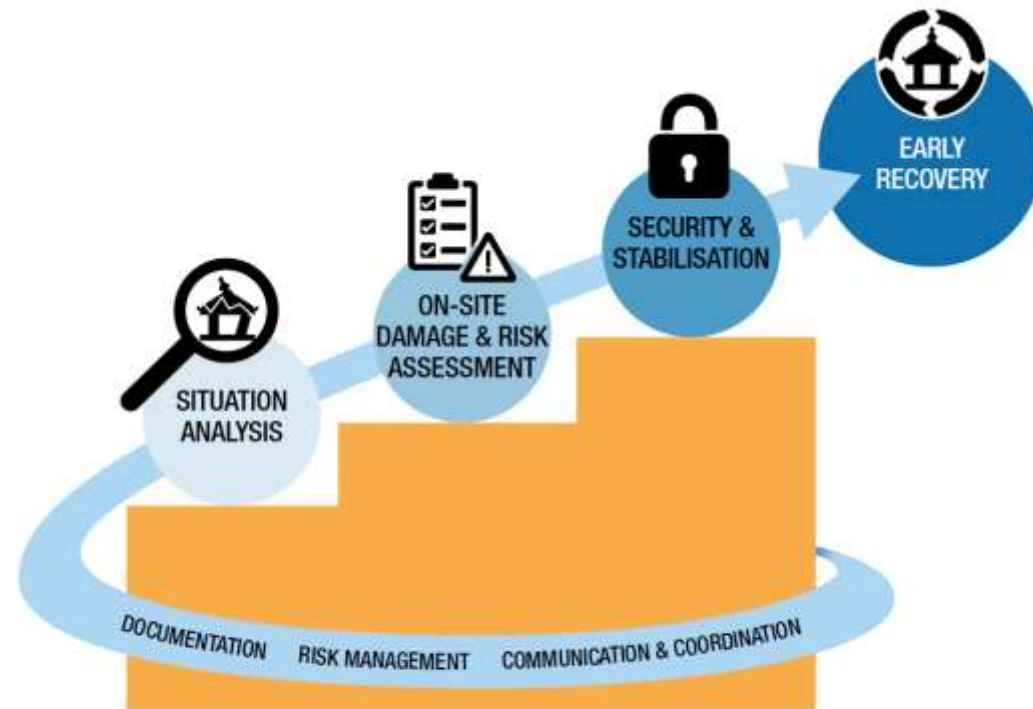 EARLY
RECOVERY
SECURITY &
STABILISATION
ON-SITE
DAMAGE & RISK
ASSESSMENT
SITUATION
ANALYSIS
DOCUMENTATION
RISK MANAGEMENT
COMMUNICATION & COORDINATION